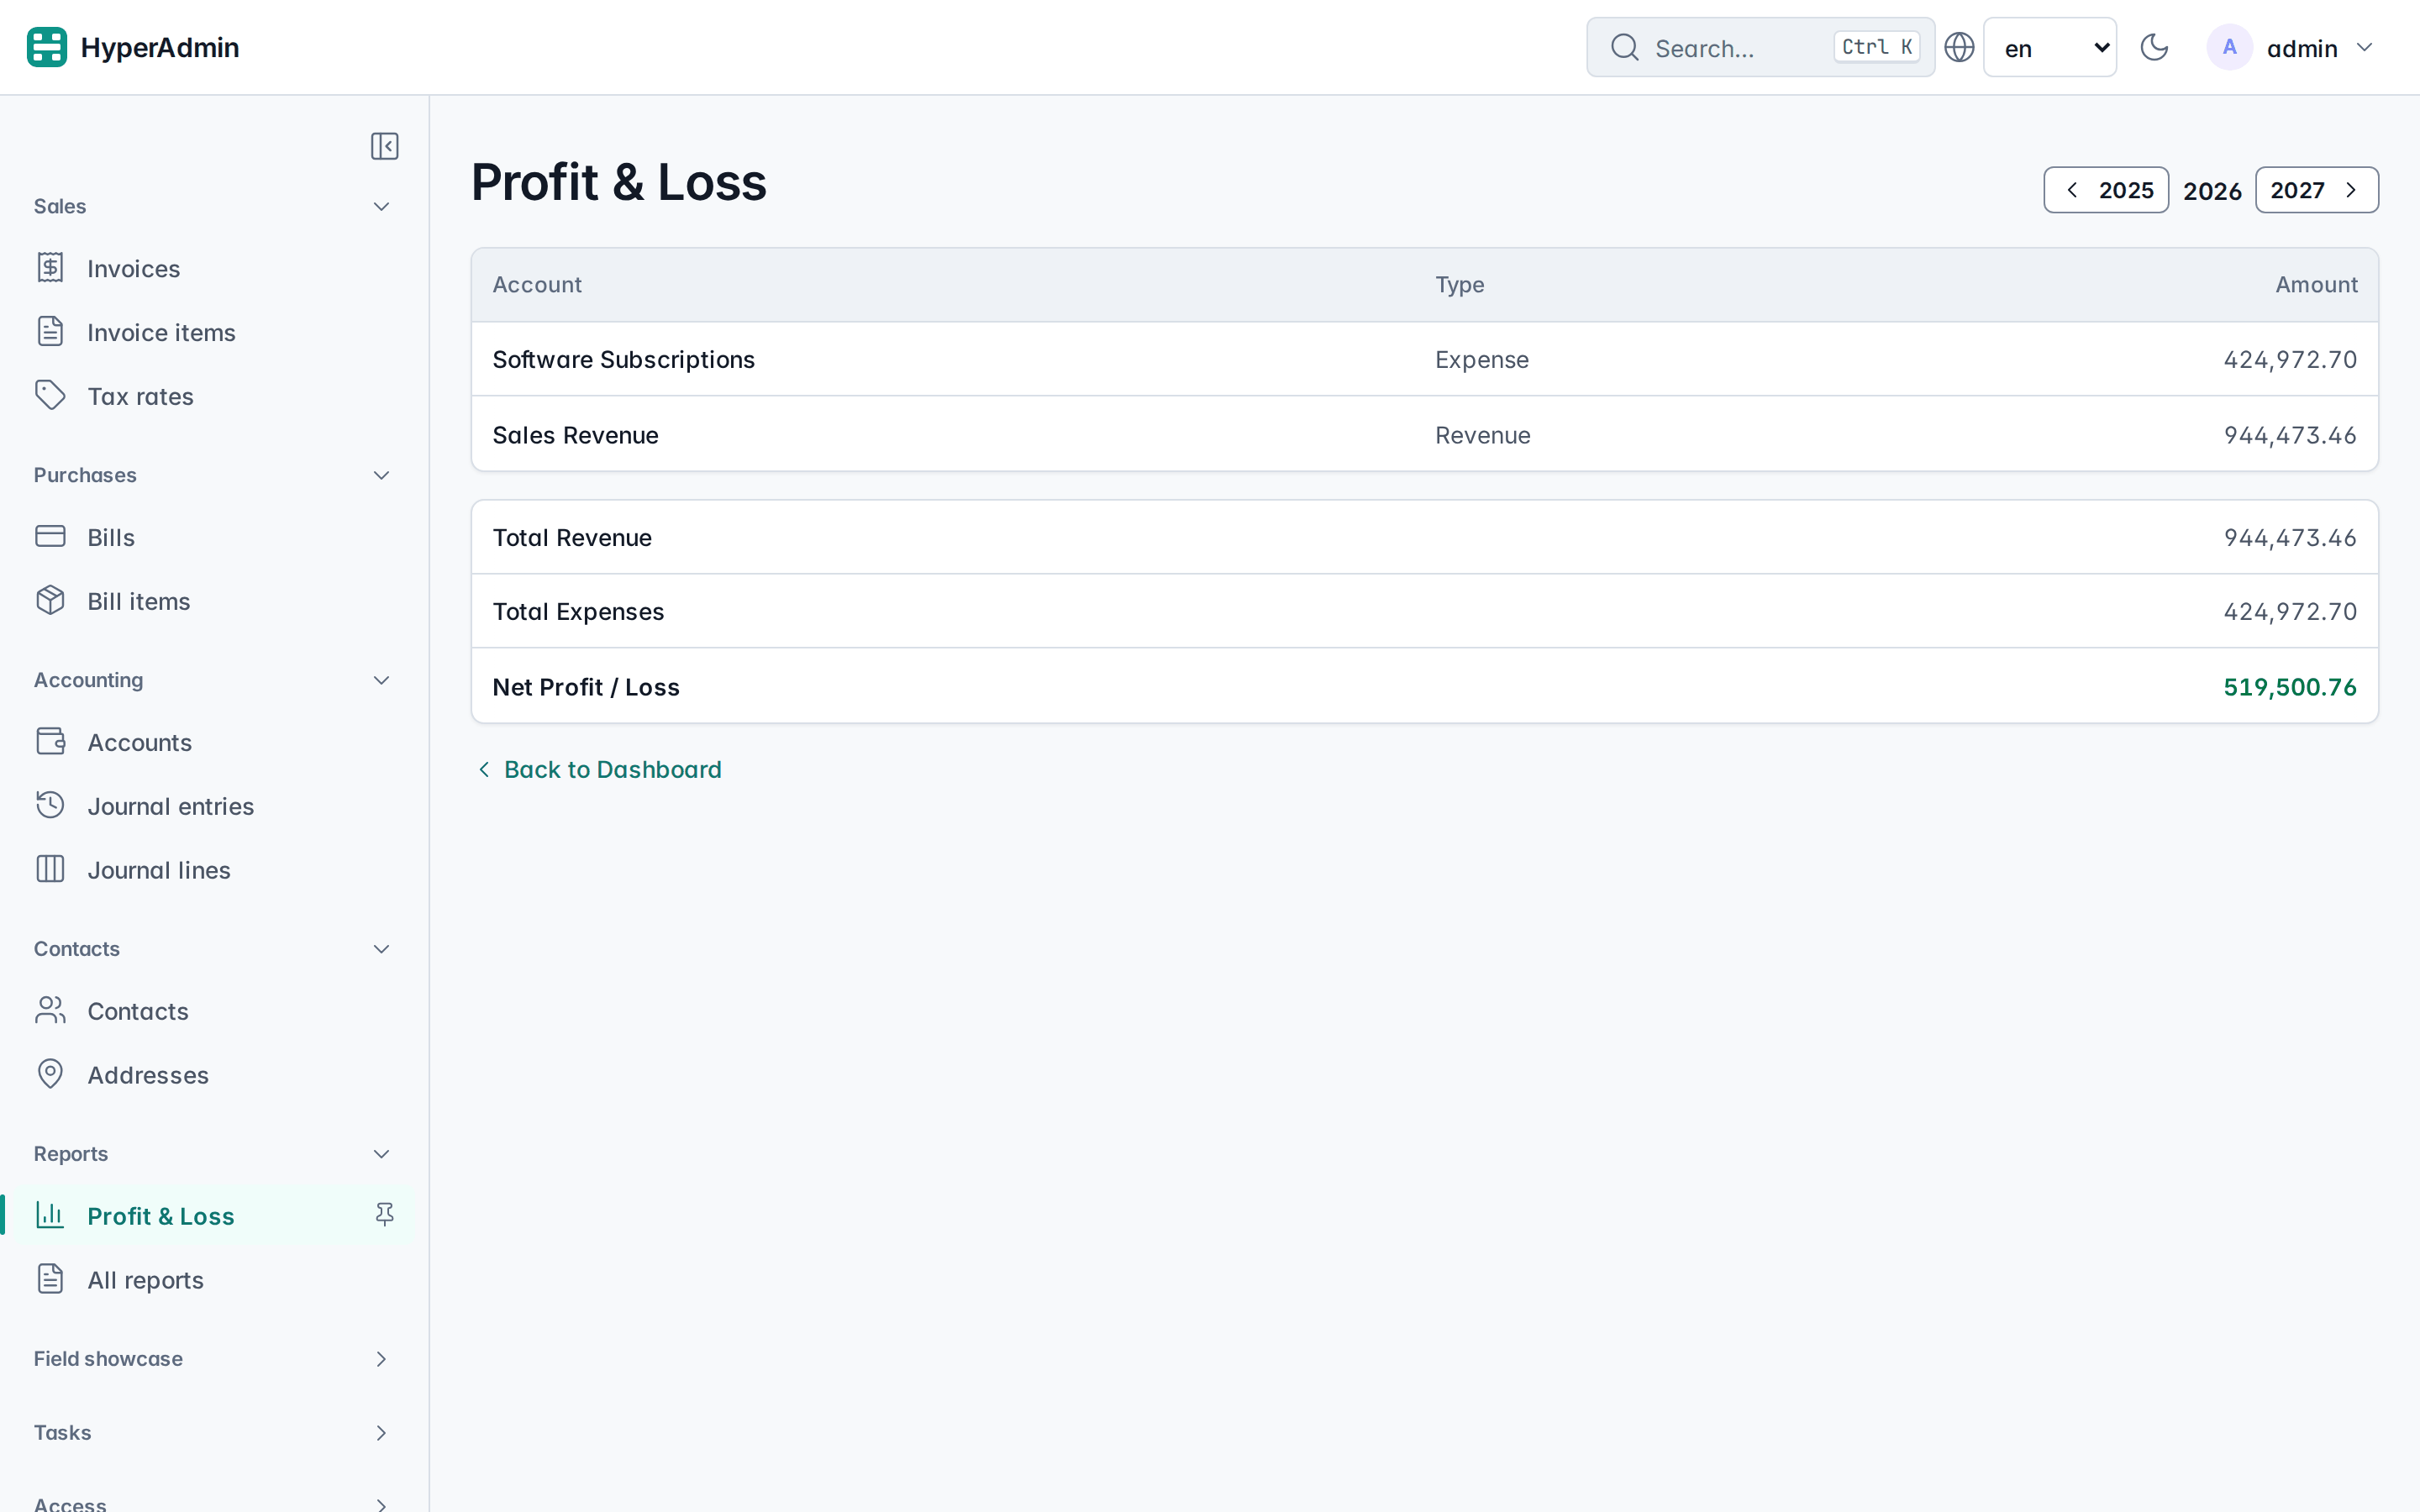 HyperAdmin
Search...
Ctrl K
en
A
admin
Sales
Invoices
Invoice items
Tax rates
Purchases
Bills
Bill items
Accounting
Accounts
Journal entries
Journal lines
Contacts
Contacts
Addresses
Reports
Profit & Loss
All reports
Field showcase
Tasks
Access
Profit & Loss
2025 2026 2027
Account Type Amount
Software Subscriptions Expense 424,972.70
Sales Revenue Revenue 944,473.46
Total Revenue 944,473.46
Total Expenses 424,972.70
Net Profit / Loss 519,500.76
Back to Dashboard